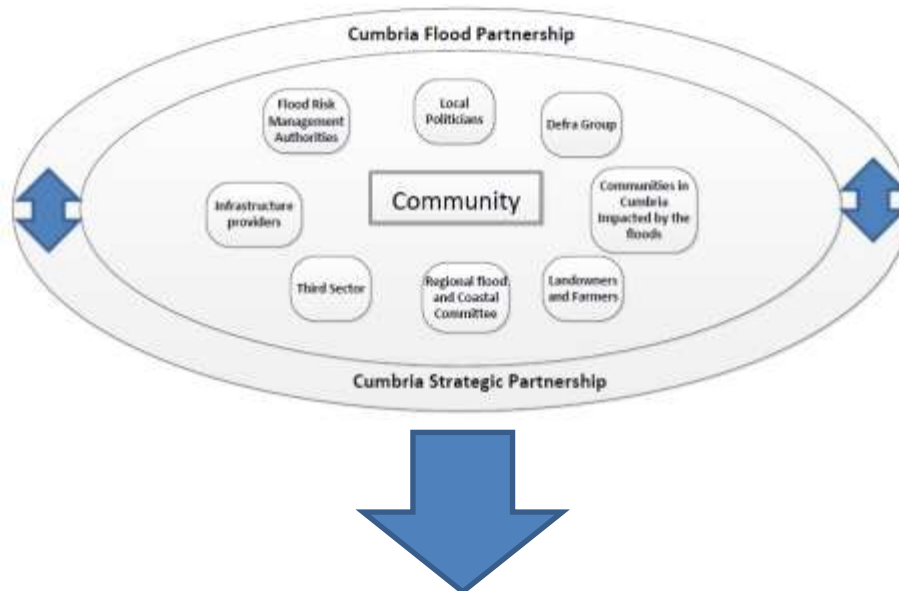 Cumbria Flood Partnership
Flood Risk
Management
Authorities
Local
Politicians
Defra Group
Infrastructure
providers
Community
Communities in
Cumbria
Impacted by the
floods
Third Sector
Regional flood
and Coastal
Committee
Landowners
and Farmers
Cumbria Strategic Partnership